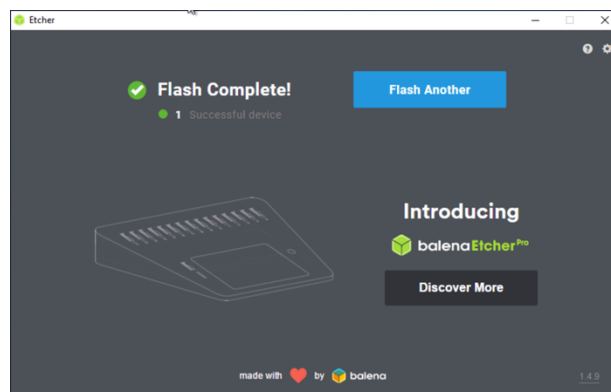 Etcher
Flash Complete!
Flash Another
1 Successful device
Introducing
balenaEtcher Pro
Discover More
made with by balena
1.4.9